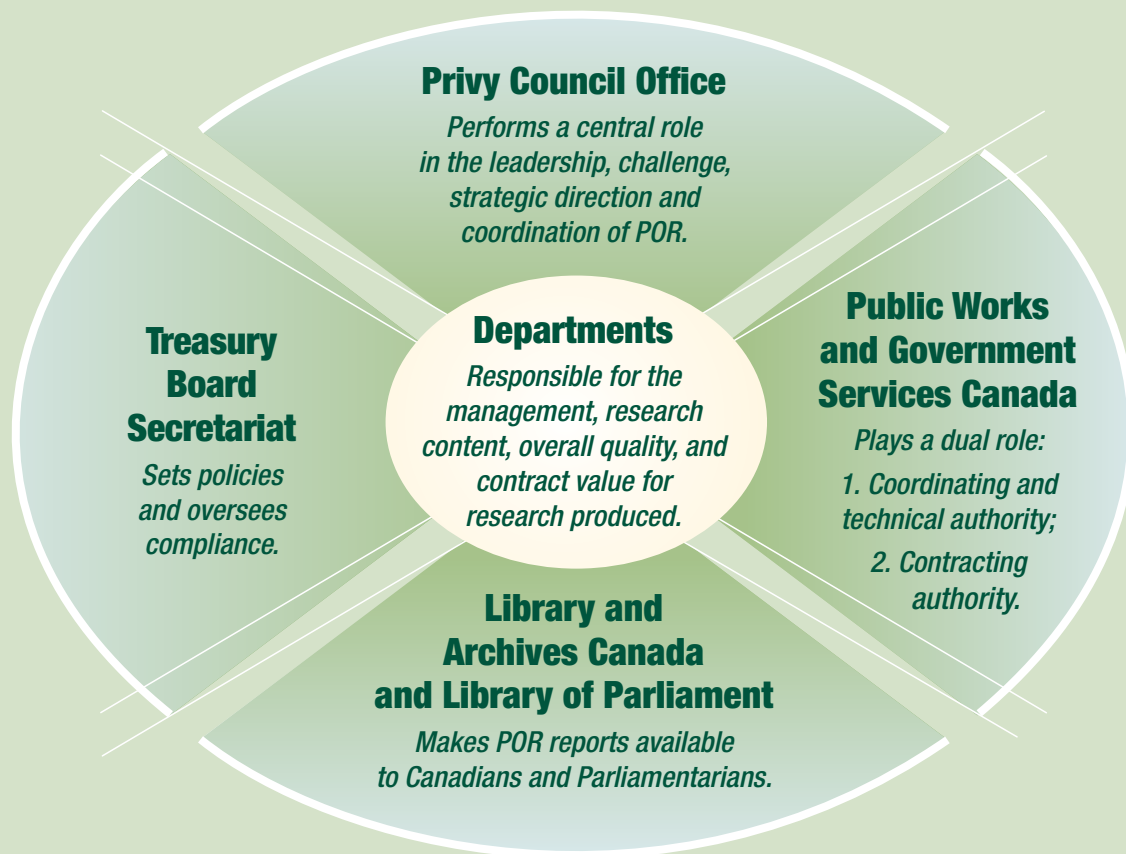 Privy Council Office
Performs a central role
in the leadership, challenge,
strategic direction and
coordination of POR.
Treasury
Board
Secretariat
Sets policies
and oversees
compliance.
Departments
Responsible for the
management, research
content, overall quality, and
contract value for
research produced.
Public Works
and Government
Services Canada
Plays a dual role:
1. Coordinating and
technical authority;
2. Contracting
authority.
Library and
Archives Canada
and Library of Parliament
Makes POR reports available
to Canadians and Parliamentarians.